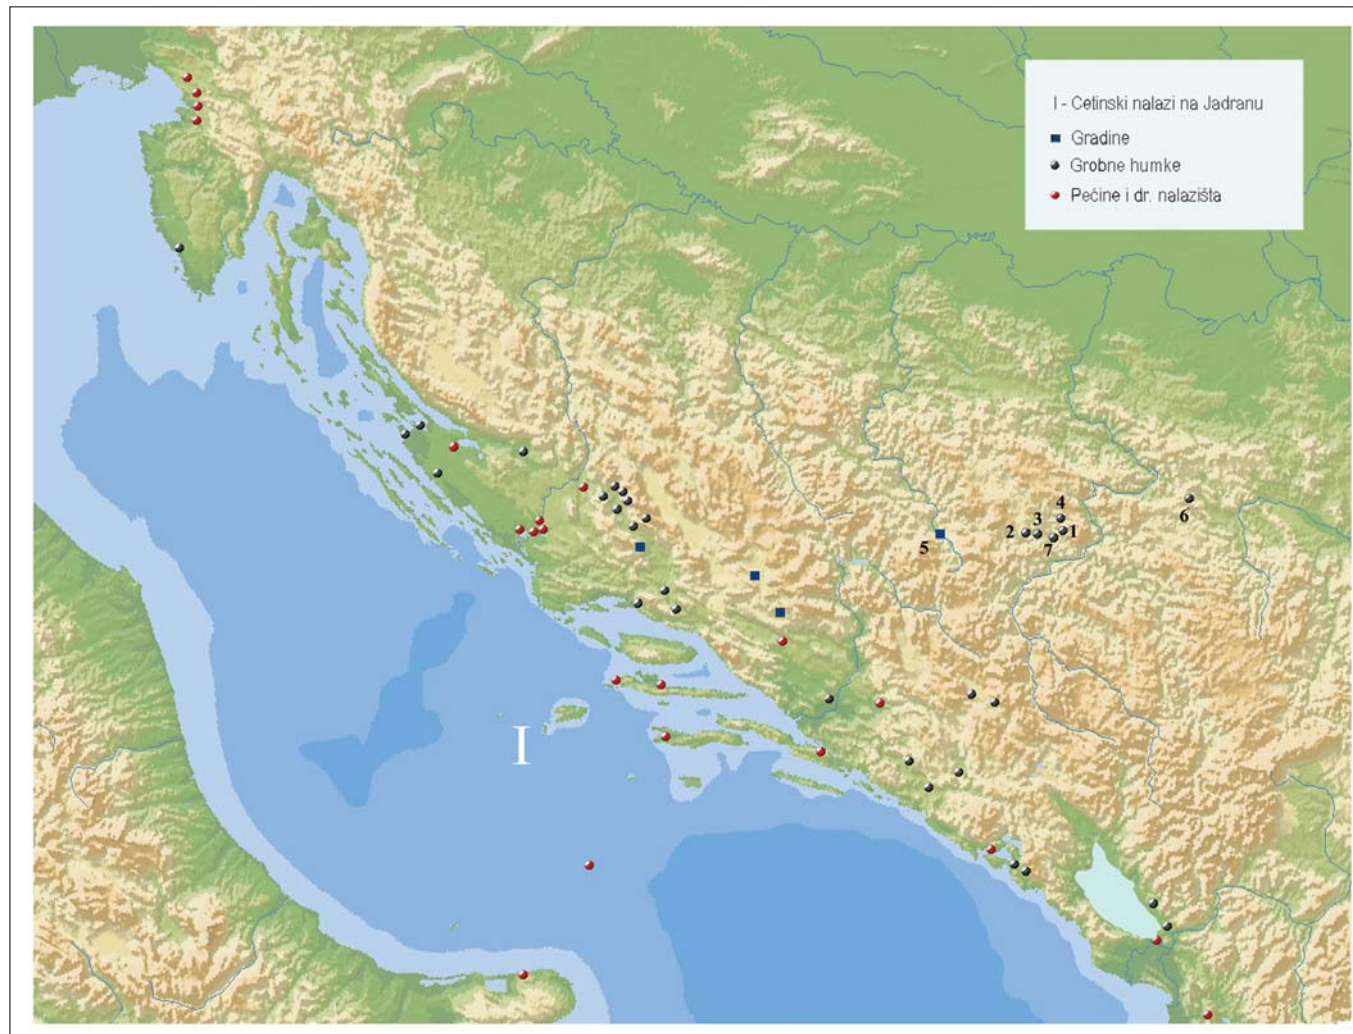 I - Cetinski nalazi na Jadranu
Gradine
Grobne humke
Pećine i dr. nalazišta
4
6
2 3 1
5 7
I